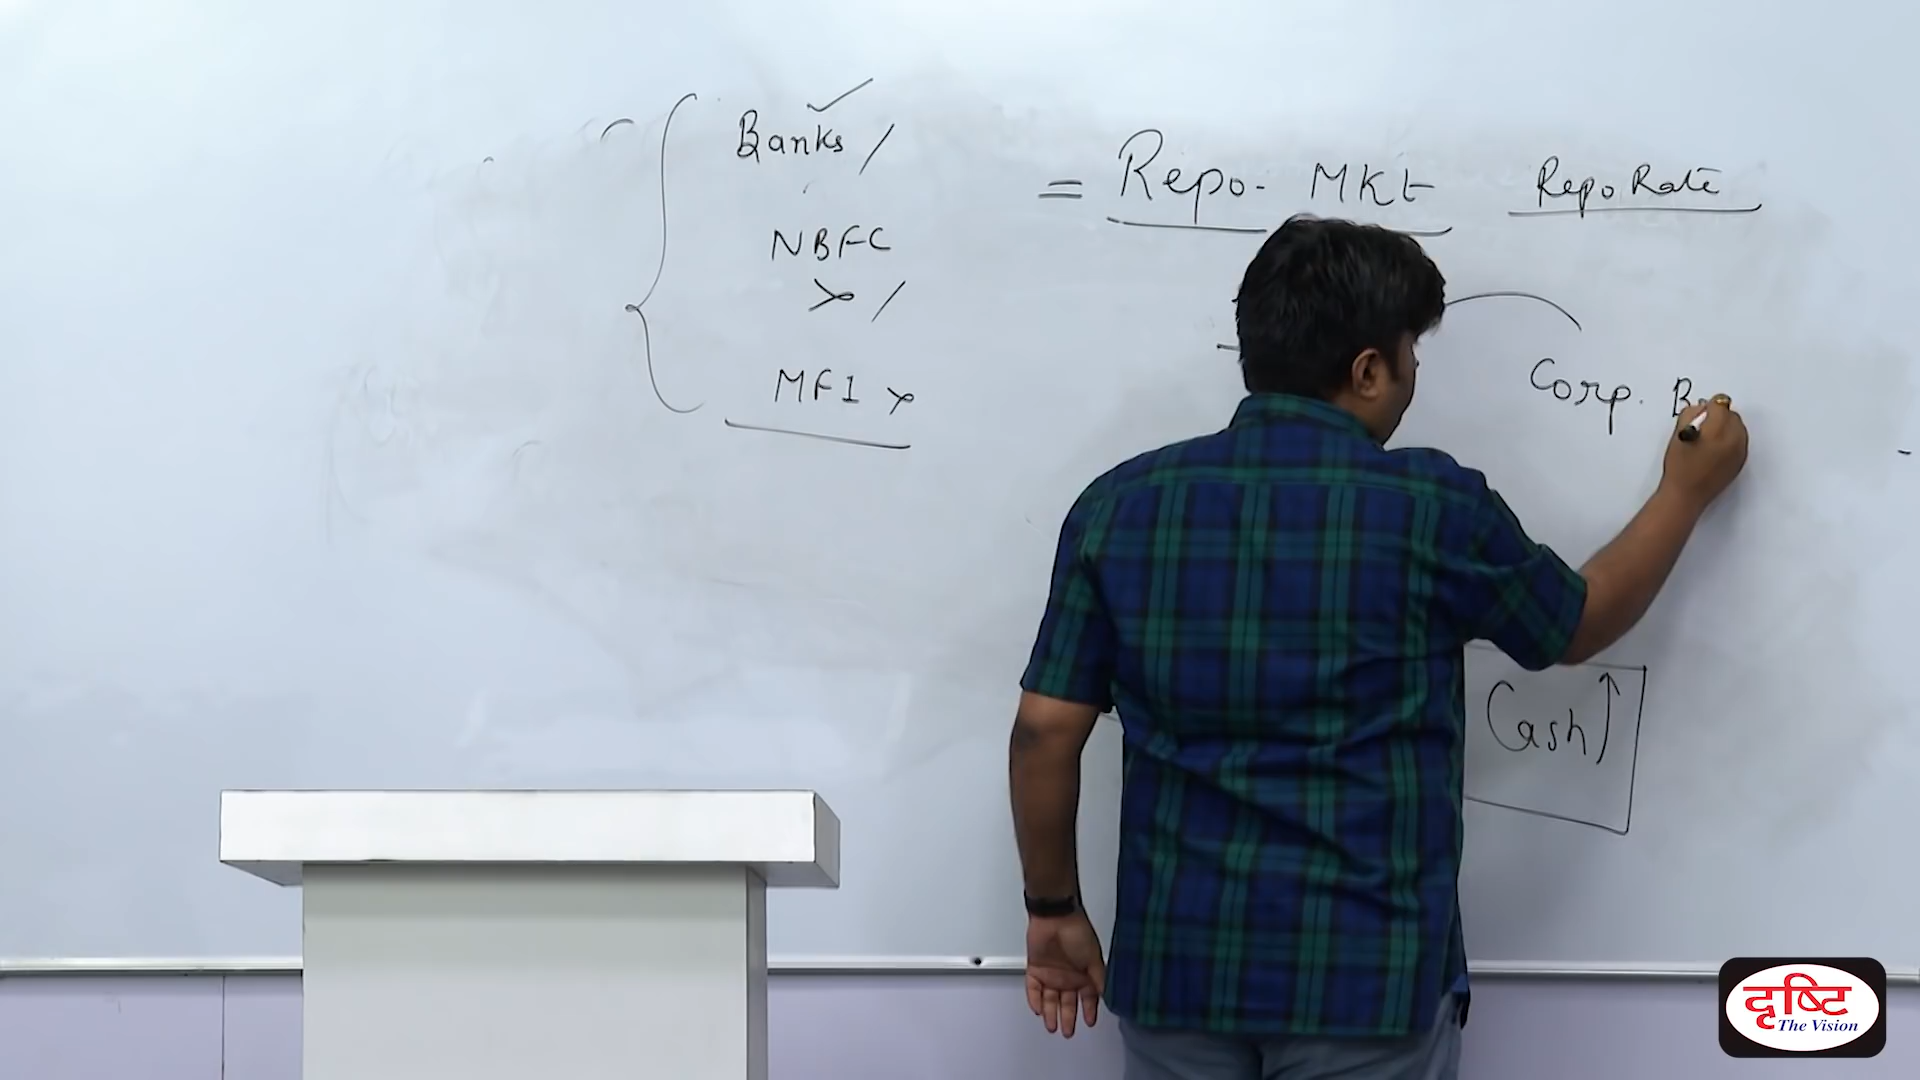 Banks /
NBFC
MFI
= Repo- MKt
Repo Rate
Corp.
Cash ↑
दृष्टि
The Vision